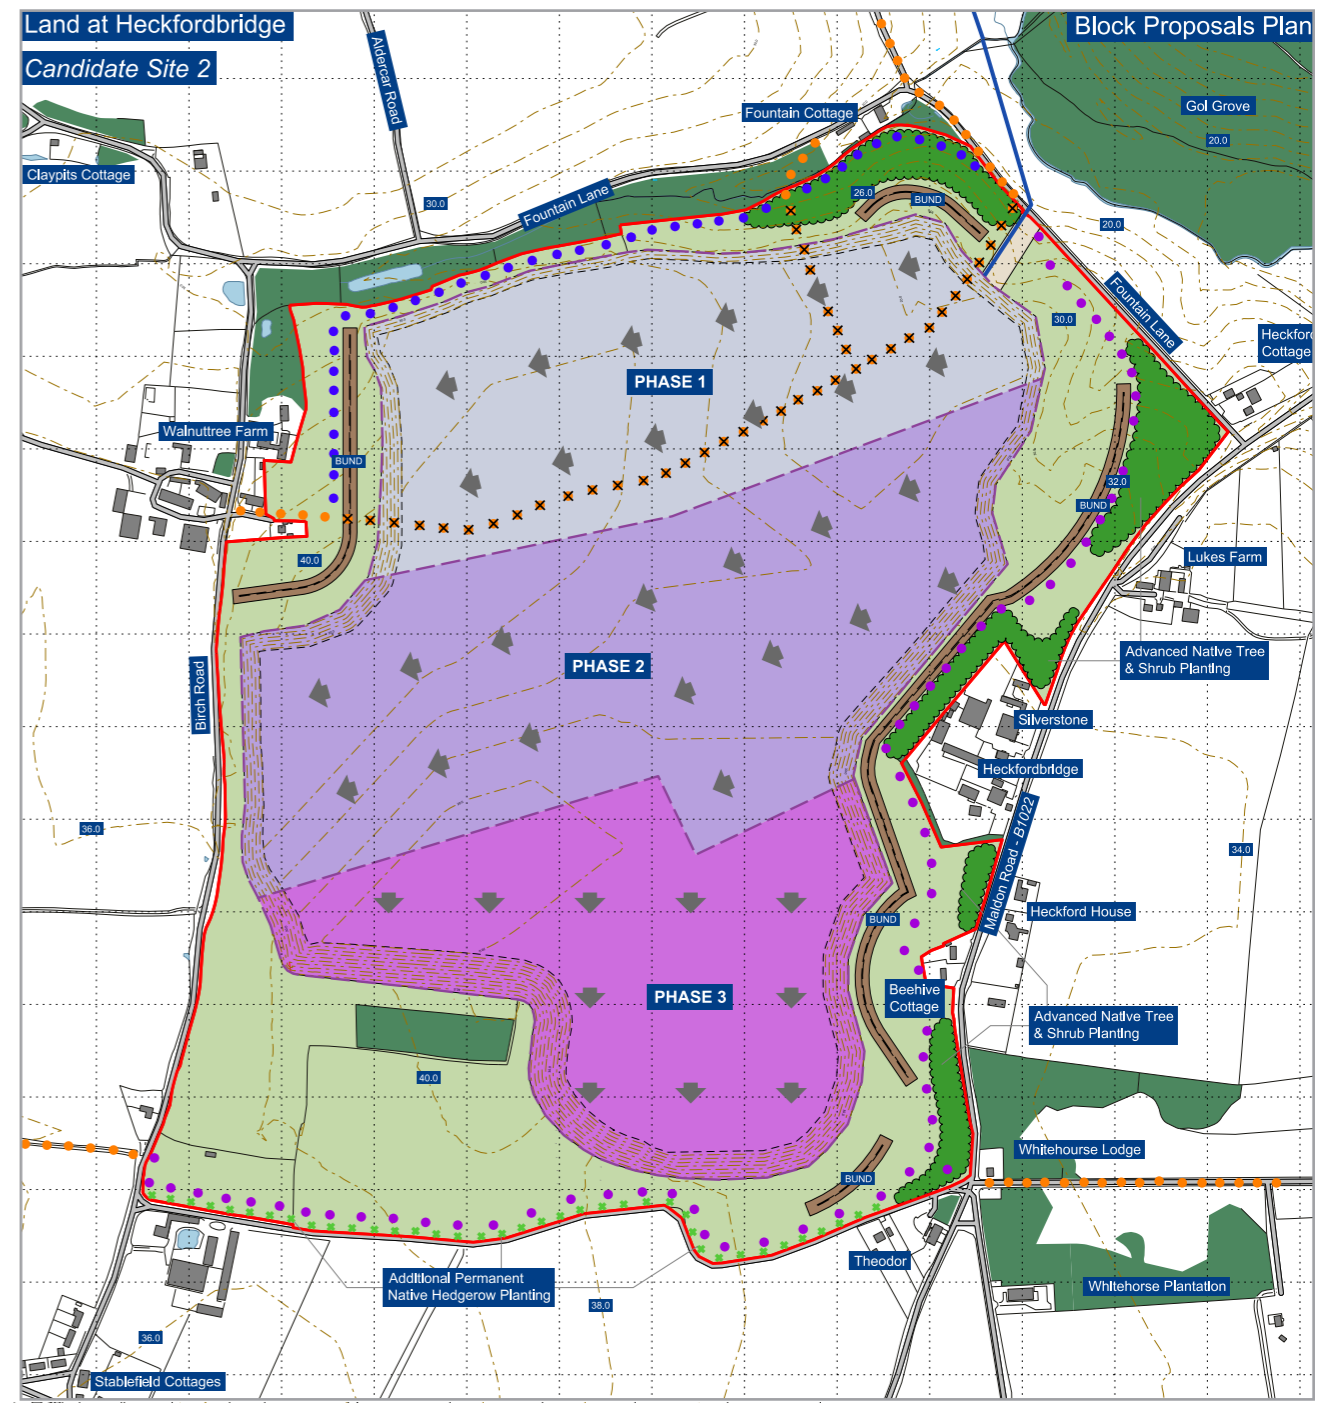 Land at Heckfordbridge
Block Proposals Plan
Candidate Site 2
Aldercar Road
Fountain Cottage
Gol Grove
20.0
Claypits Cottage
30.0
Fountain Lane
26.0
BUND
20.0
Fountain Lane
30.0
Heckford
Cottage
PHASE 1
Walnuttree Farm
BUND
32.0
BUND
40.0
Lukes Farm
Advanced Native Tree
& Shrub Planting
PHASE 2
Birch Road
Silverstone
Heckfordbridge
Maldon Road - B1022
36.0
34.0
Heckford House
BUND
PHASE 3
Beehive
Cottage
Advanced Native Tree
& Shrub Planting
40.0
Whitehourse Lodge
BUND
Theodor
Additional Permanent
Native Hedgerow Planting
Whitehorse Plantation
38.0
36.0
Stablefield Cottages